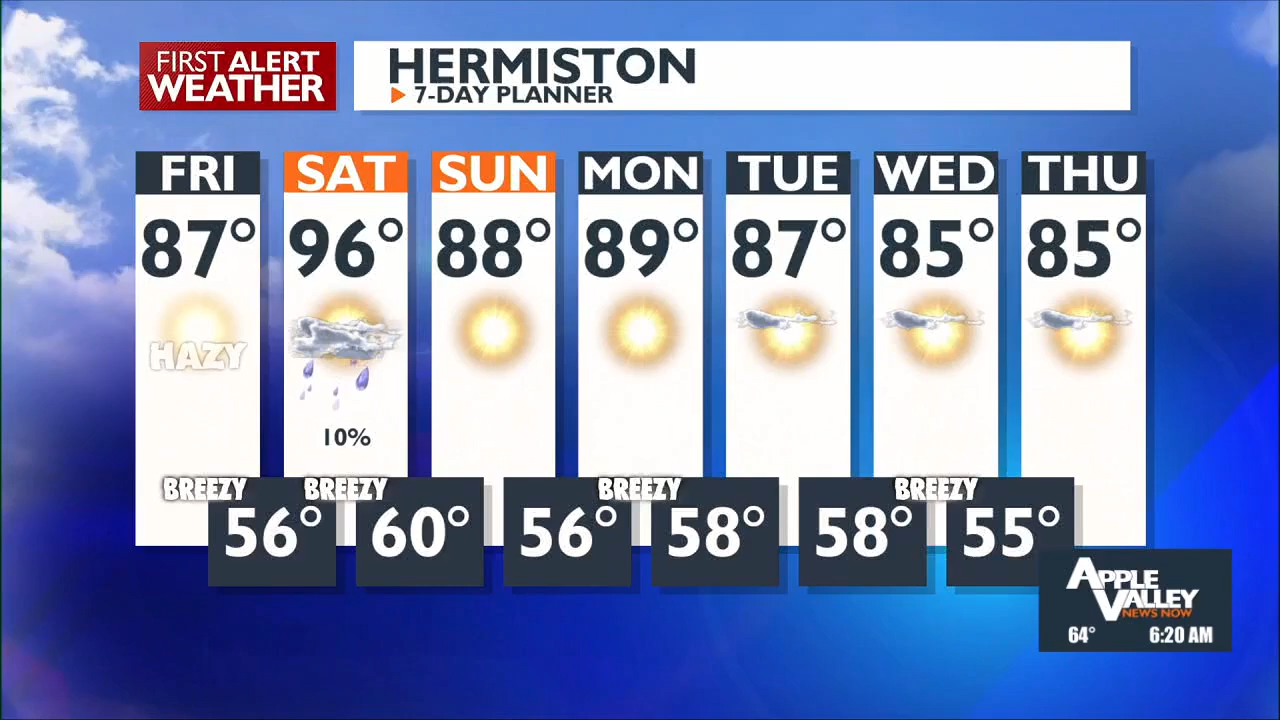 FIRST ALERT
WEATHER
HERMISTON
7-DAY PLANNER
FRI SAT SUN MON TUE WED THU
87° 96° 88° 89° 87° 85° 85°
HAZY
10%
BREEZY BREEZY BREEZY BREEZY
56° 60° 56° 58° 58° 55°
APPLE
VALLEY
NEWS NOW
64° 6:20 AM